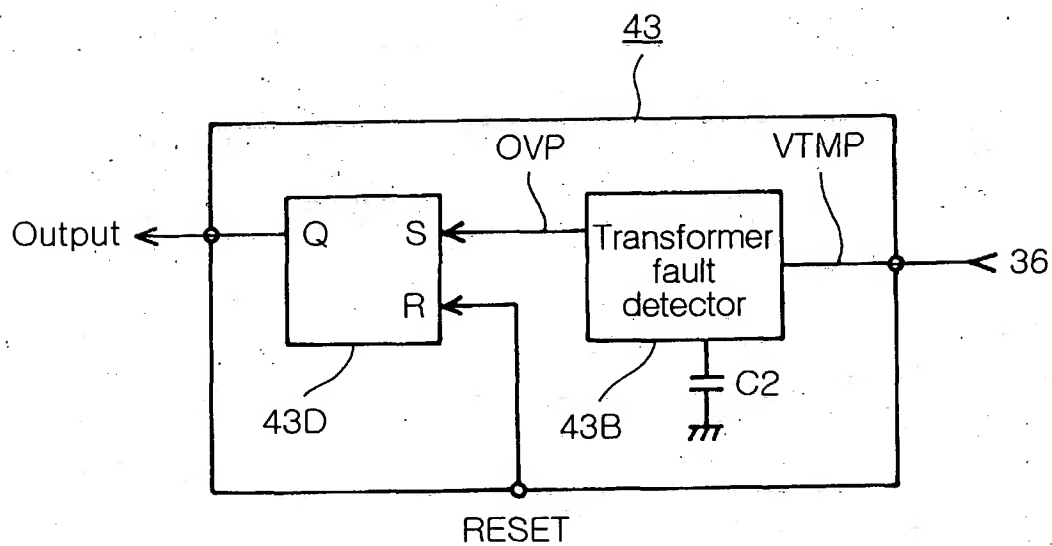 43
OVP
VTMP
Output
Q
S
R
Transformer
fault
detector
36
C2
43D
43B
RESET